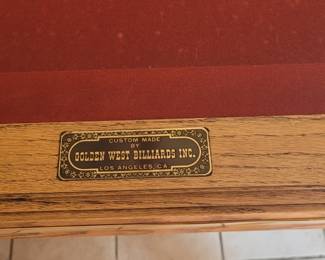 CUSTOM MADE
BY
GOLDEN WEST BILLIARDS INC.
LOS ANGELES, CA.